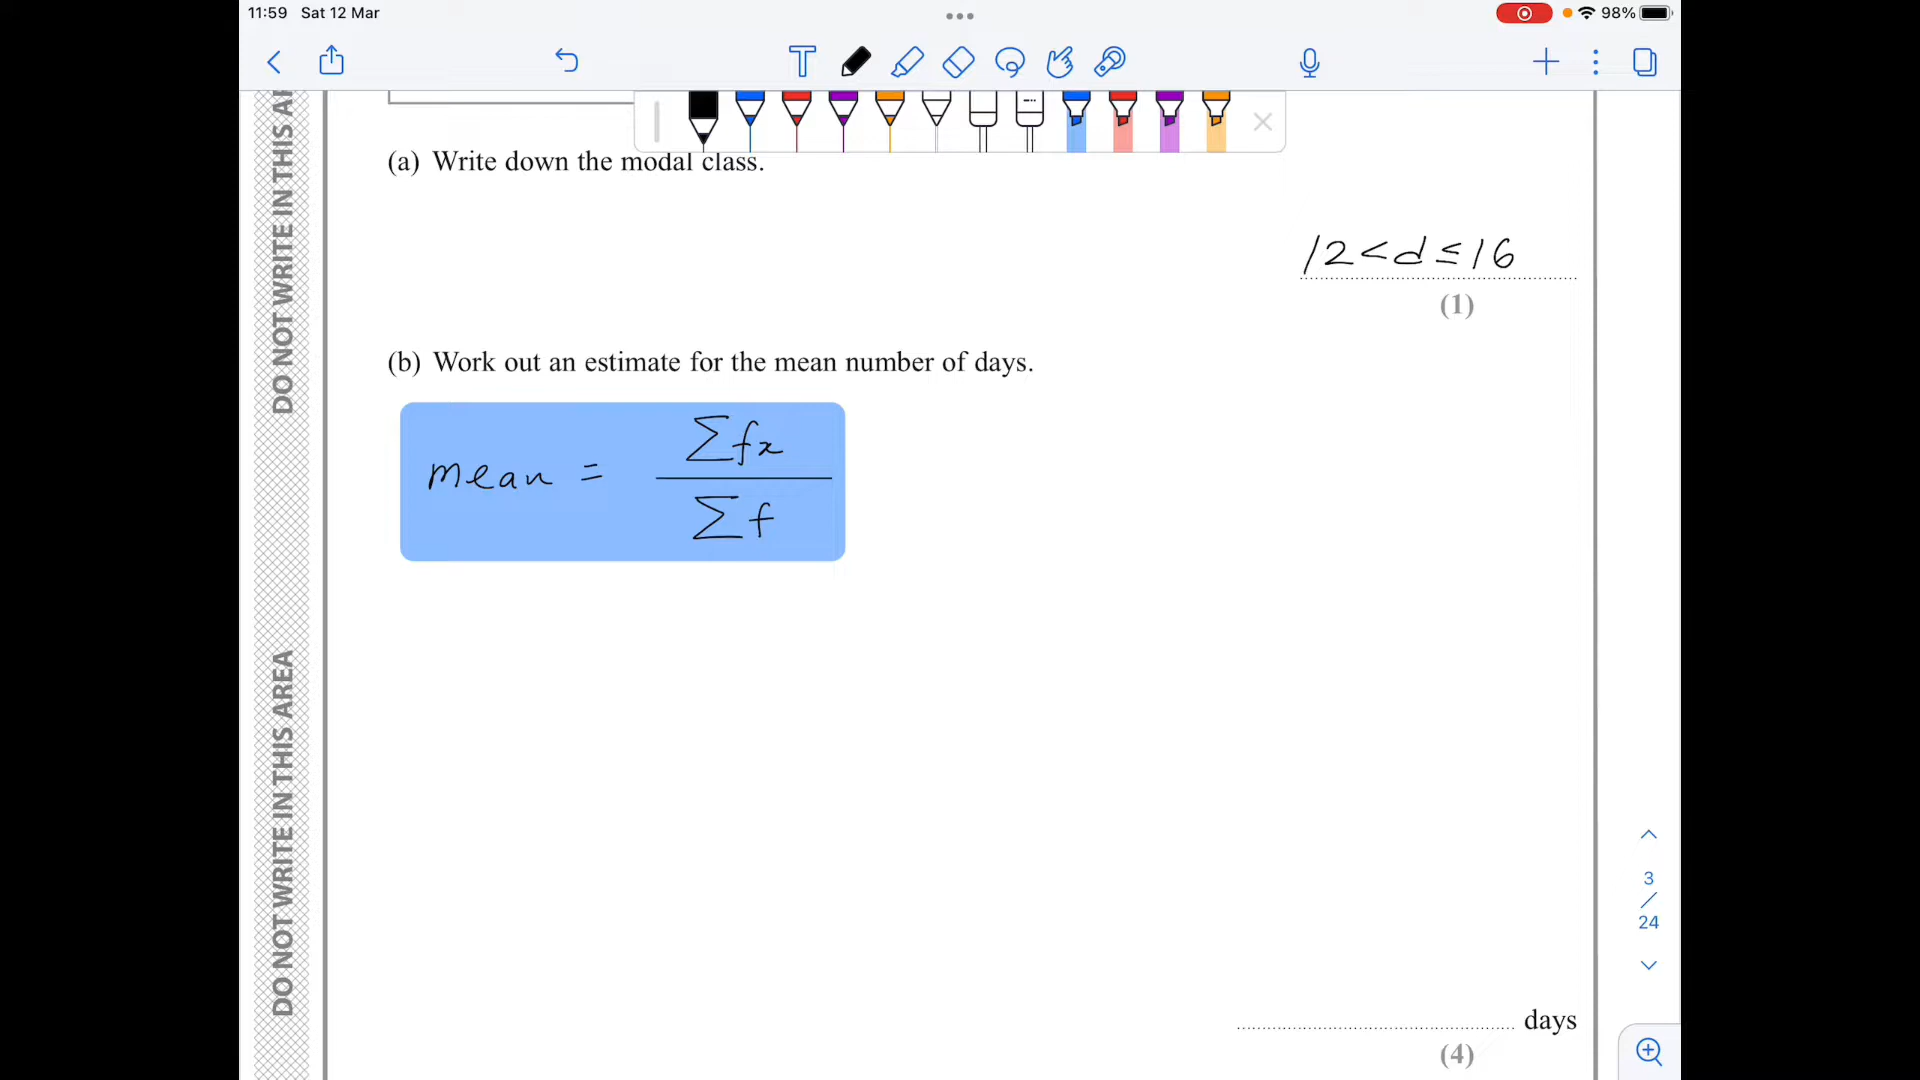 11:59 Sat 12 Mar
98%
DO NOT WRITE IN THIS AREA
(a) Write down the modal class.
12 < d ≤ 16
(1)
(b) Work out an estimate for the mean number of days.
mean = Σfx / Σf
DO NOT WRITE IN THIS AREA
3
/
24
days
(4)